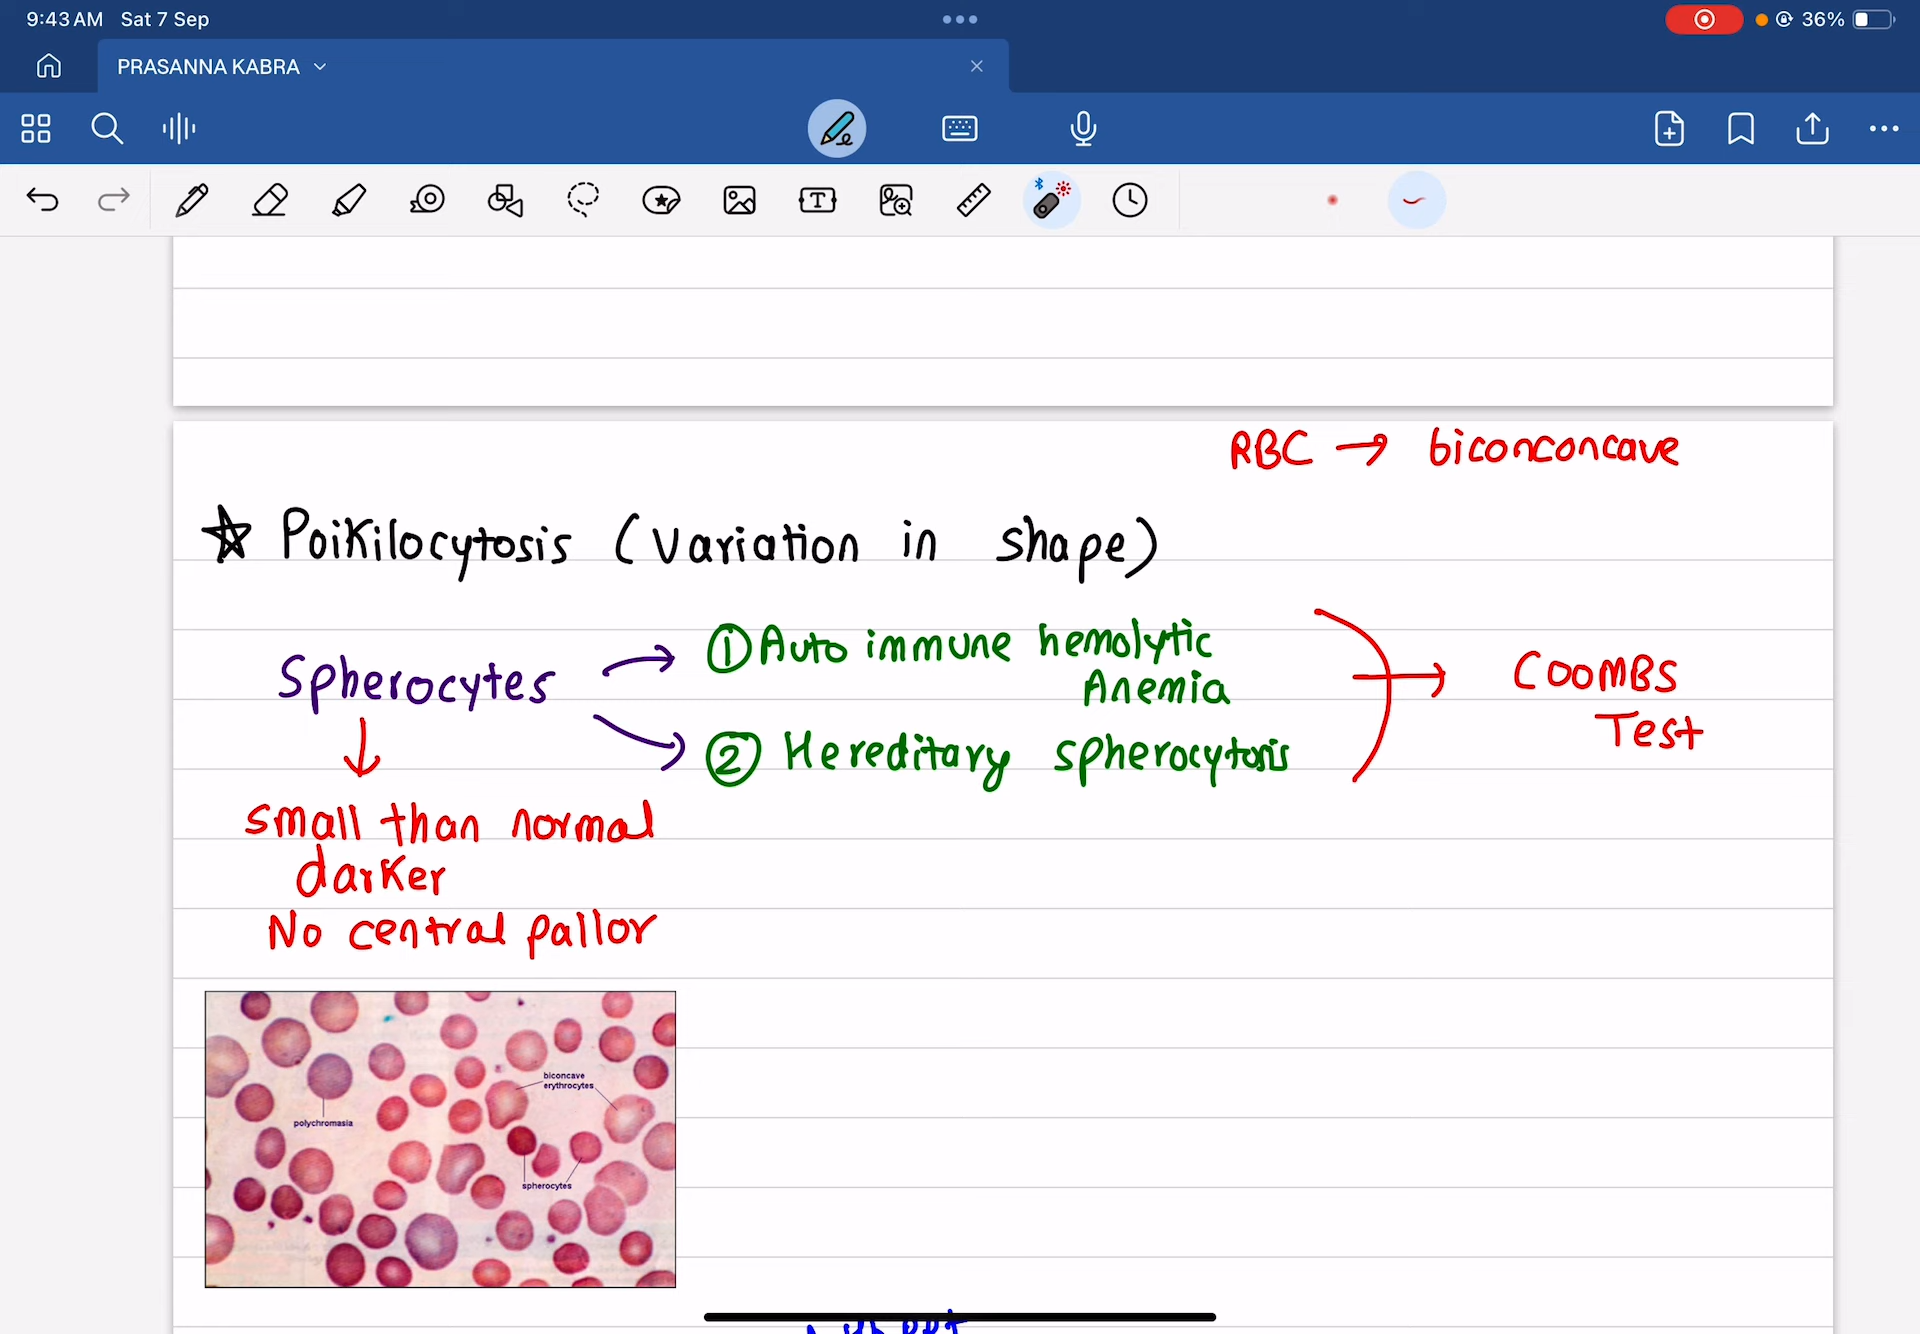 9:43 AM Sat 7 Sep
36%
PRASANNA KABRA
RBC → biconconcave
☆ Poikilocytosis (variation in shape)
Spherocytes
① Auto immune hemolytic
Anemia
② Hereditary spherocytosis
COOMBS
Test
small than normal
darker
No central pallor
biconcave
erythrocytes
polychromasia
spherocytes